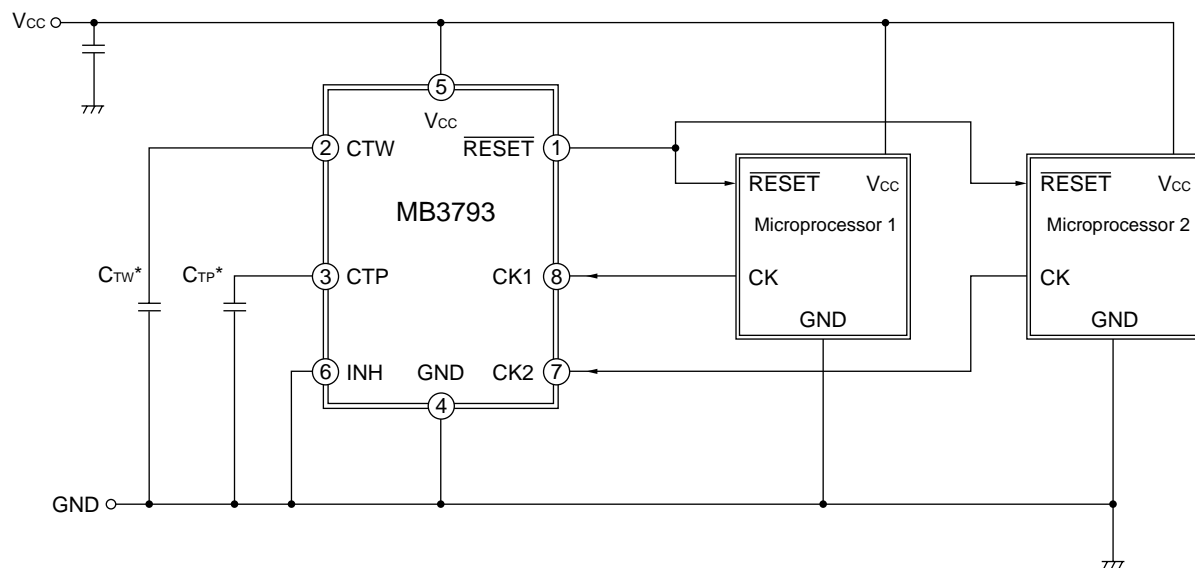 VCC
5
VCC
2 CTW
RESET 1
MB3793
RESET VCC
Microprocessor 1
CK
GND
RESET VCC
Microprocessor 2
CK
GND
CTW*
CTP*
3 CTP
CK1 8
6 INH
GND
CK2 7
4
GND